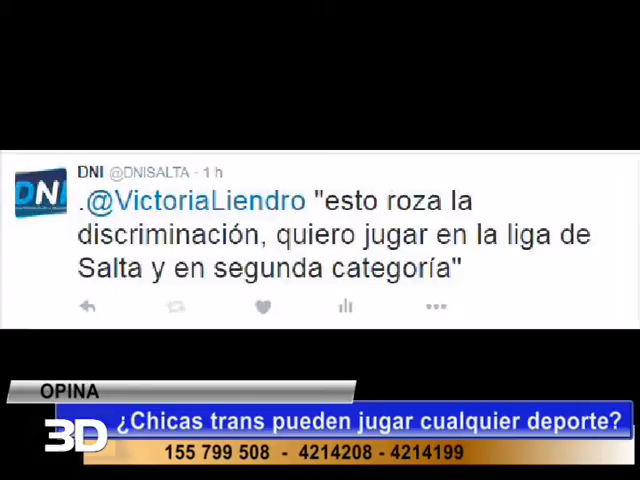 DNI @DNISALTA · 1 h
DNI
.@VictoriaLiendro "esto roza la
discriminación, quiero jugar en la liga de
Salta y en segunda categoría"
OPINA
¿Chicas trans pueden jugar cualquier deporte?
3D
155 799 508 - 4214208 - 4214199